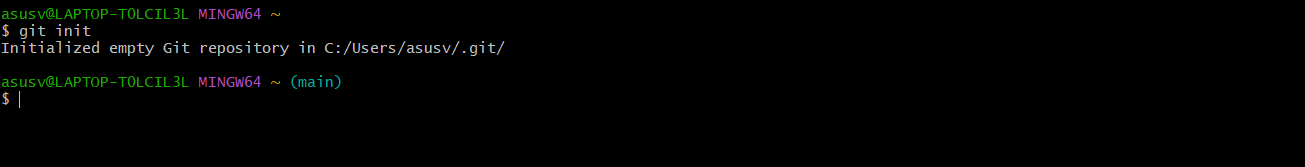 asusv@LAPTOP-T0LCIL3L MINGW64 ~
$ git init
Initialized empty Git repository in C:/Users/asusv/.git/
asusv@LAPTOP-T0LCIL3L MINGW64 ~ (main)
$